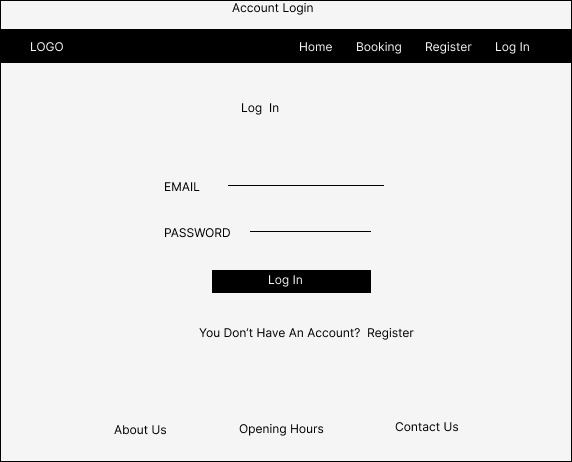 Account Login
LOGO Home Booking Register Log In
Log In
EMAIL
PASSWORD
Log In
You Don’t Have An Account? Register
About Us Opening Hours Contact Us